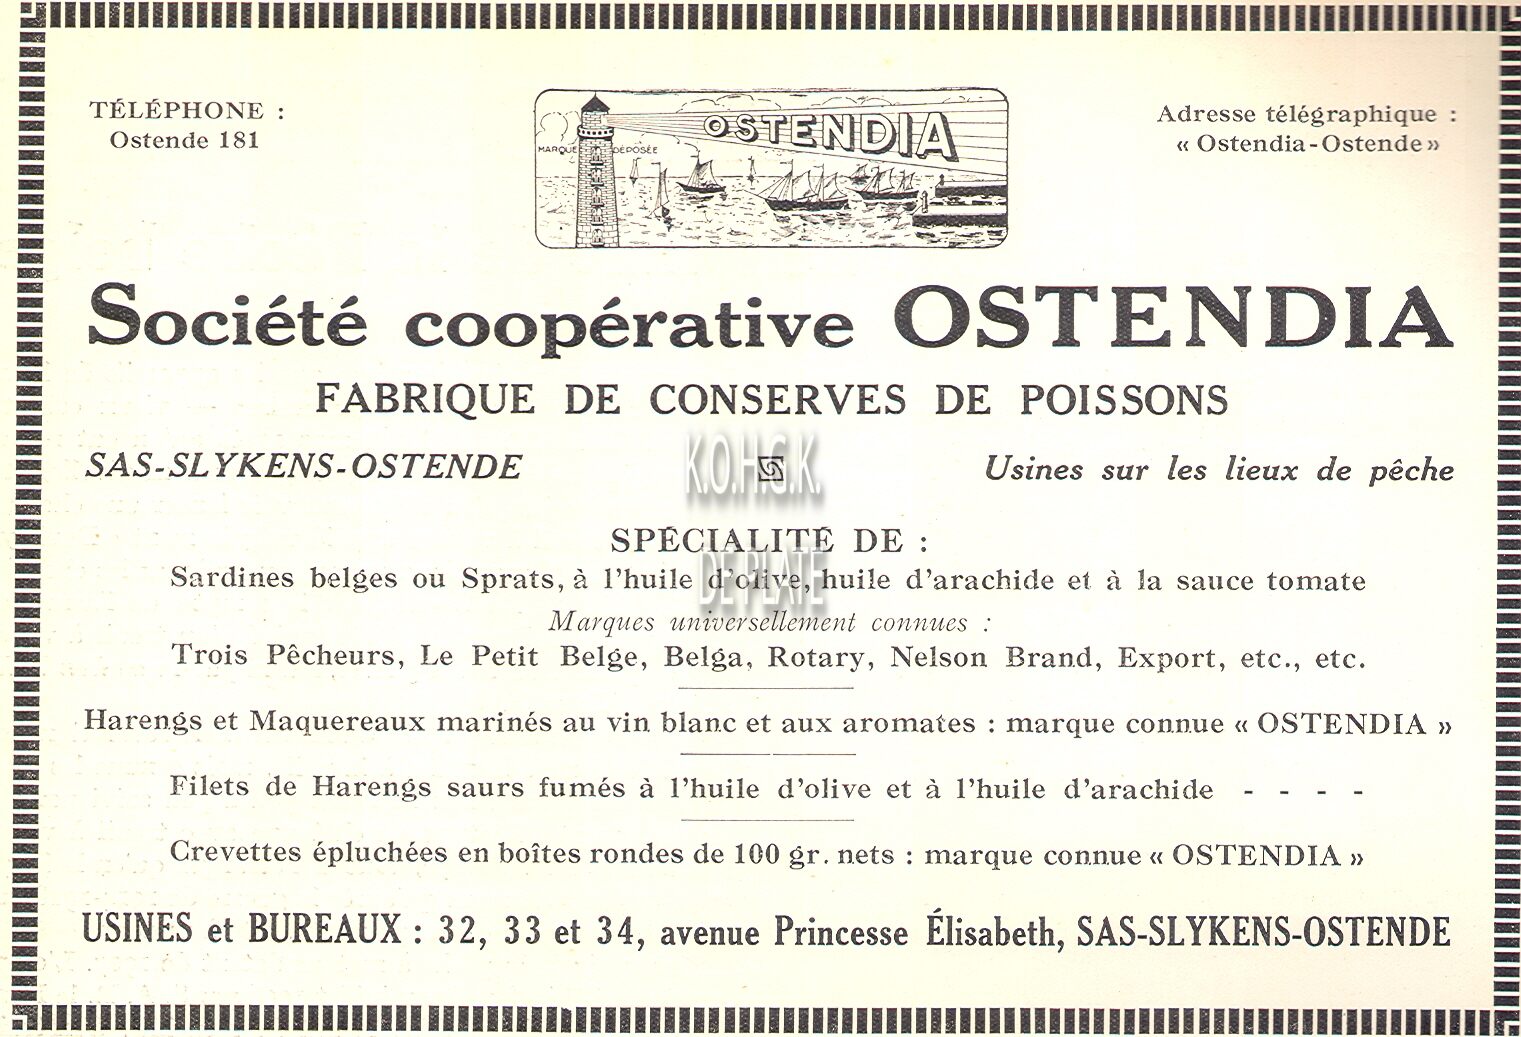 TÉLÉPHONE :
Ostende 181
MARQUE DÉPOSÉE
OSTENDIA
Adresse télégraphique :
« Ostendia-Ostende »
Société coopérative OSTENDIA
FABRIQUE DE CONSERVES DE POISSONS
SAS-SLYKENS-OSTENDE
Usines sur les lieux de pêche
K.O.H.G.K.
DE PLATE
SPÉCIALITÉ DE :
Sardines belges ou Sprats, à l'huile d'olive, huile d'arachide et à la sauce tomate
Marques universellement connues :
Trois Pêcheurs, Le Petit Belge, Belga, Rotary, Nelson Brand, Export, etc., etc.
Harengs et Maquereaux marinés au vin blanc et aux aromates : marque connue « OSTENDIA »
Filets de Harengs saurs fumés à l'huile d'olive et à l'huile d'arachide - - - -
Crevettes épluchées en boîtes rondes de 100 gr. nets : marque connue « OSTENDIA »
USINES et BUREAUX : 32, 33 et 34, avenue Princesse Élisabeth, SAS-SLYKENS-OSTENDE